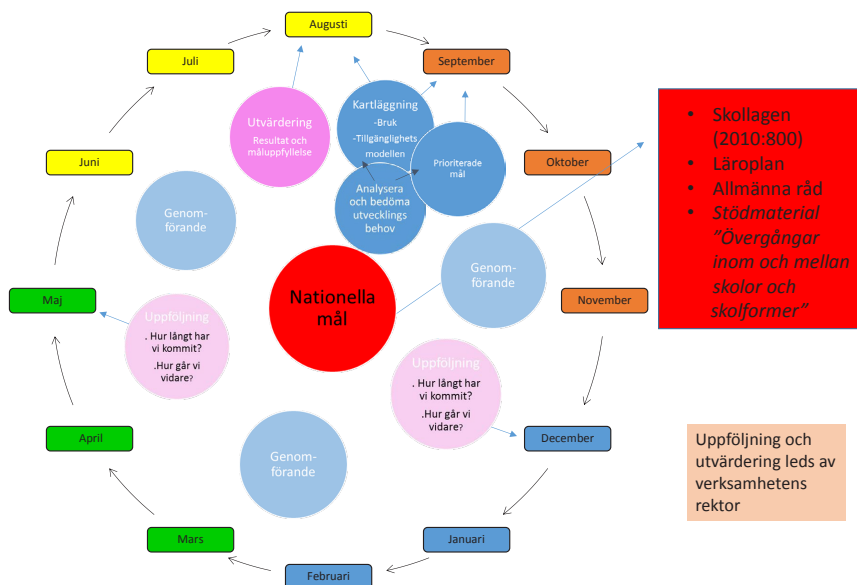 Augusti
September
Oktober
November
December
Januari
Februari
Mars
April
Maj
Juni
Juli
Utvärdering
Resultat och
måluppfyllelse
Kartläggning
-Bruk
-Tillgänglighets
modellen
Prioriterade
mål
Analysera
och bedöma
utvecklings
behov
Genom-
förande
Genom-
förande
Nationella
mål
Uppföljning
. Hur långt har
vi kommit?
.Hur går vi
vidare?
Uppföljning
. Hur långt har
vi kommit?
.Hur går vi
vidare?
Genom-
förande
• Skollagen
(2010:800)
• Läroplan
• Allmänna råd
• Stödmaterial
”Övergångar
inom och mellan
skolor och
skolformer”
Uppföljning och
utvärdering leds av
verksamhetens
rektor